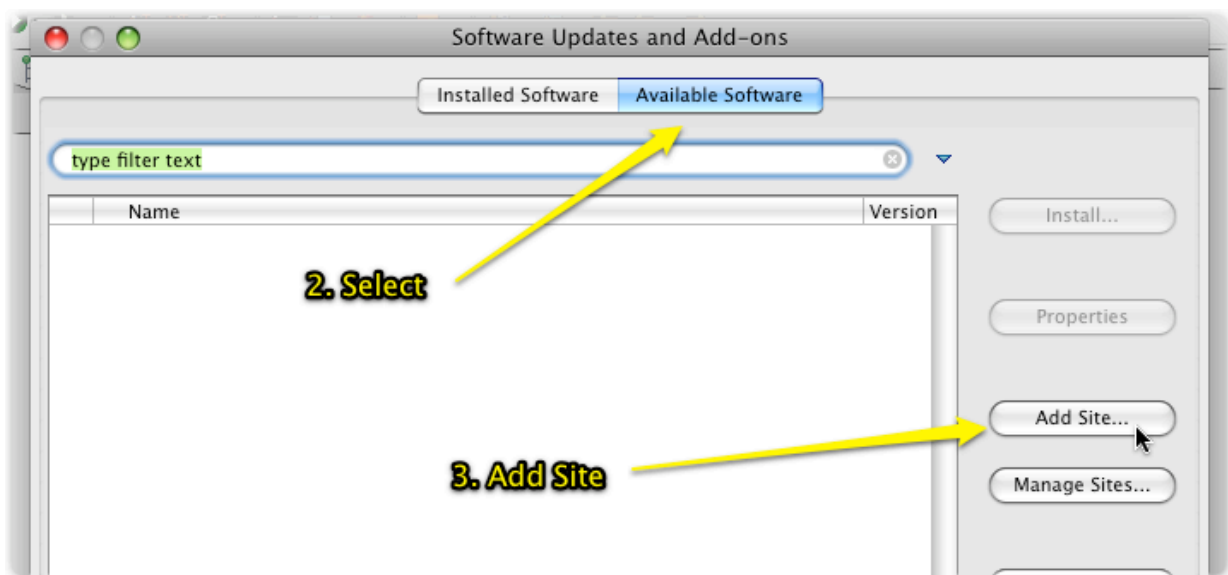 Software Updates and Add-ons
Installed Software Available Software
type filter text
Name Version
Install...
2. Select
Properties
Add Site...
3. Add Site
Manage Sites...